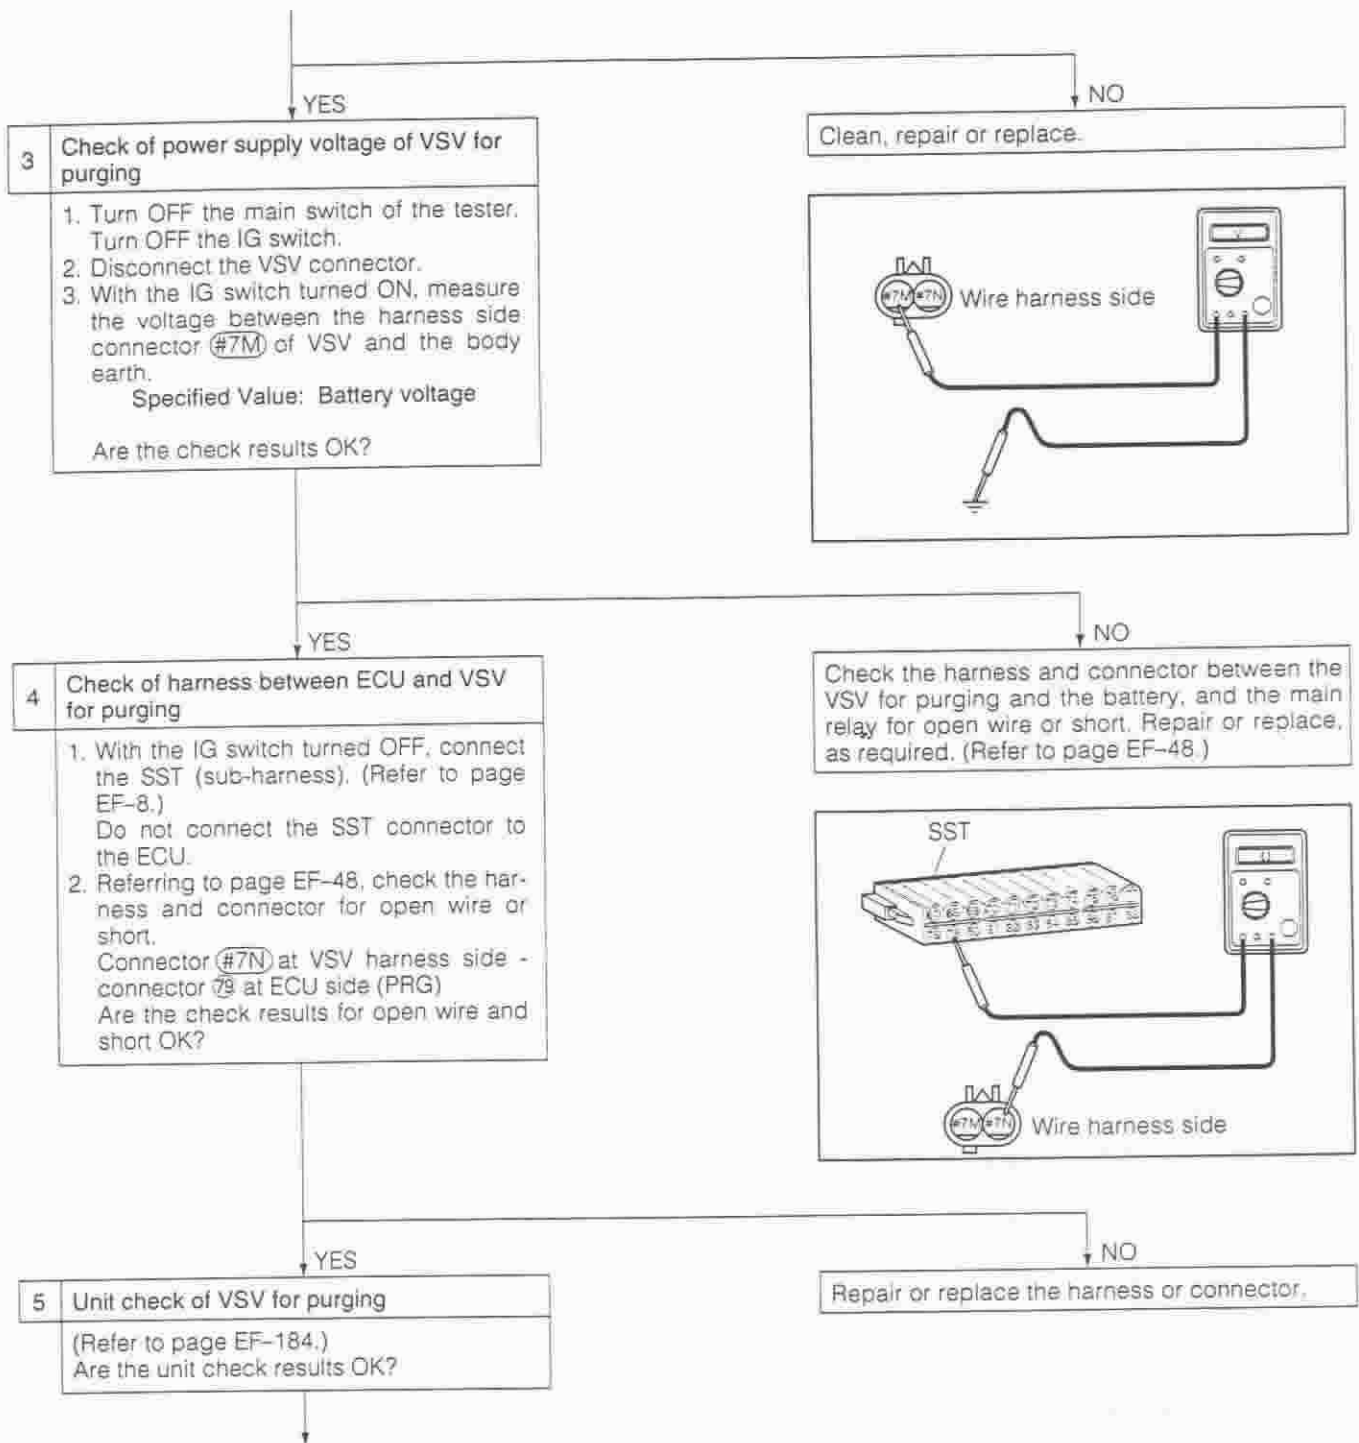 YES
NO
3
Check of power supply voltage of VSV for
purging
Clean, repair or replace.
1. Turn OFF the main switch of the tester.
Turn OFF the IG switch.
2. Disconnect the VSV connector.
3. With the IG switch turned ON, measure
the voltage between the harness side
connector #7M of VSV and the body
earth.
Specified Value: Battery voltage
Are the check results OK?
V
#7M #7N Wire harness side
YES
NO
4
Check of harness between ECU and VSV
for purging
Check the harness and connector between the
VSV for purging and the battery, and the main
relay for open wire or short. Repair or replace,
as required. (Refer to page EF-48.)
1. With the IG switch turned OFF, connect
the SST (sub-harness). (Refer to page
EF-8.)
Do not connect the SST connector to
the ECU.
2. Referring to page EF-48, check the har-
ness and connector for open wire or
short.
Connector #7N at VSV harness side -
connector 79 at ECU side (PRG)
Are the check results for open wire and
short OK?
SST
Ω
#7M #7N Wire harness side
YES
NO
5
Unit check of VSV for purging
Repair or replace the harness or connector.
(Refer to page EF-184.)
Are the unit check results OK?